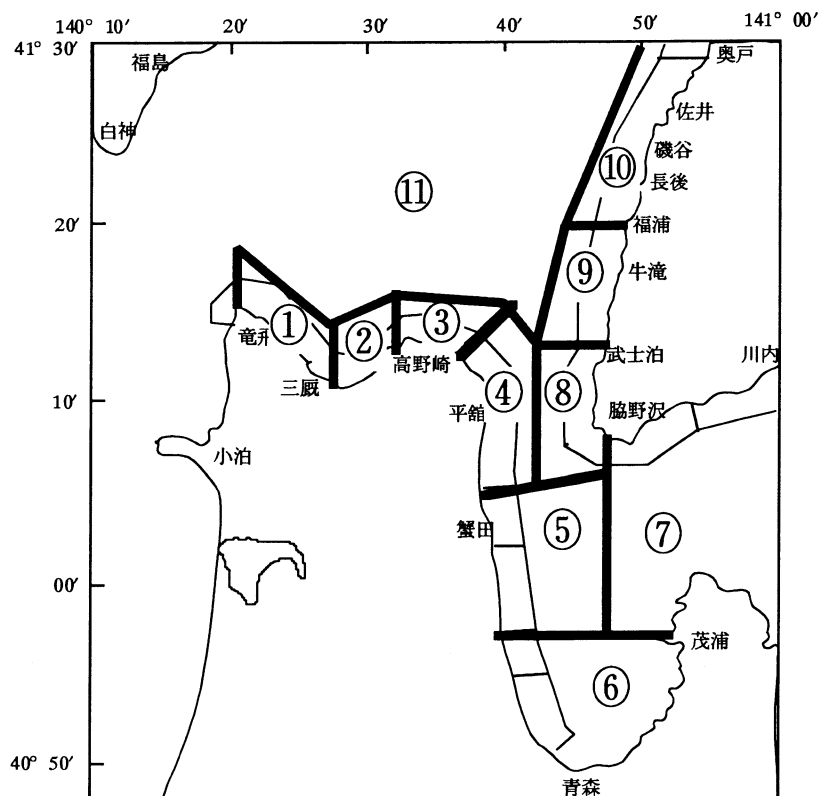 140° 10′ 20′ 30′ 40′ 50′ 141° 00′
41° 30′
福島
奥戸
白神
佐井
磯谷
⑩
長後
⑪
20′
福浦
⑨
牛滝
①
②
③
竜飛
高野崎
武士泊
川内
三厩
④
⑧
10′
平舘
脇野沢
小泊
蟹田
⑤
⑦
00′
茂浦
⑥
40° 50′
青森